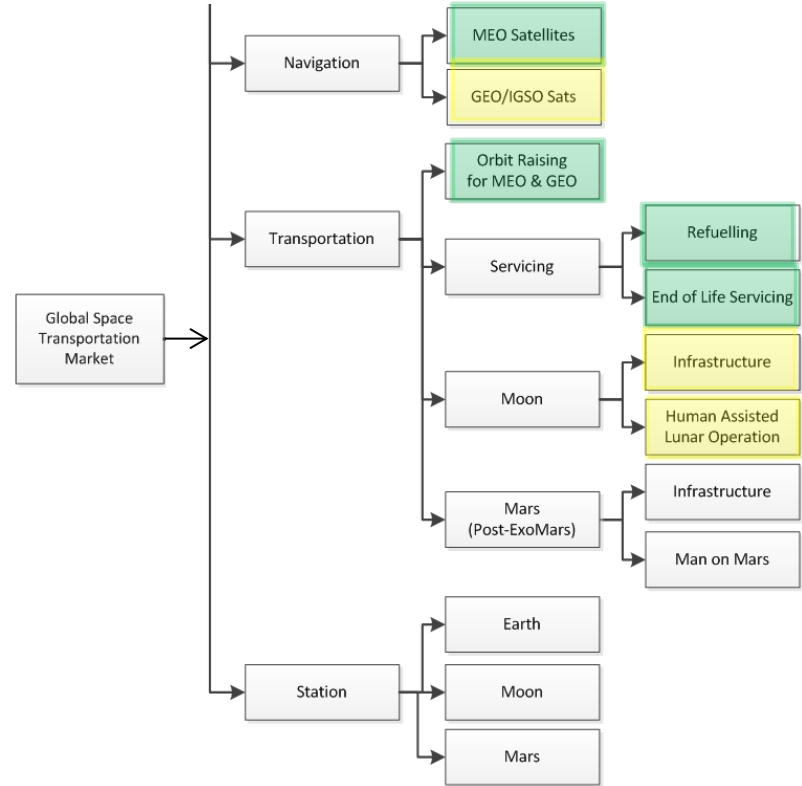 MEO Satellites
Navigation
GEO/IGSO Sats
Orbit Raising
for MEO & GEO
Transportation
Servicing
Refuelling
End of Life Servicing
Global Space
Transportation
Market
Moon
Infrastructure
Human Assisted
Lunar Operation
Mars
(Post-ExoMars)
Infrastructure
Man on Mars
Station
Earth
Moon
Mars